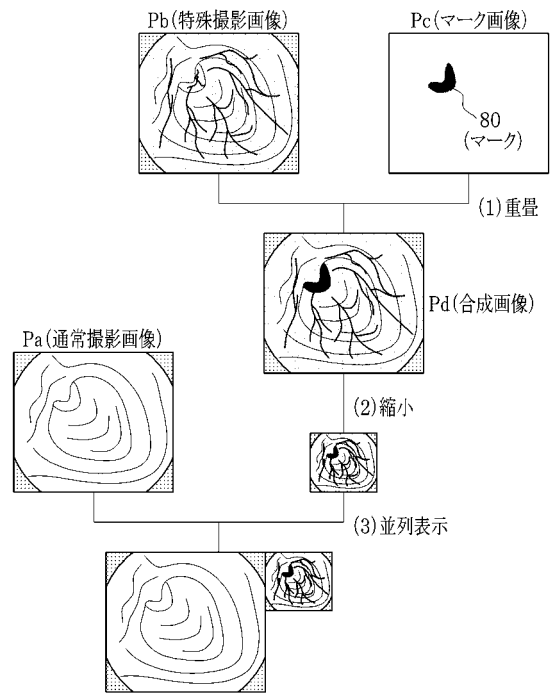 Pb(特殊撮影画像)
Pc(マーク画像)
80
(マーク)
(1)重畳
Pd(合成画像)
Pa(通常撮影画像)
(2)縮小
(3)並列表示